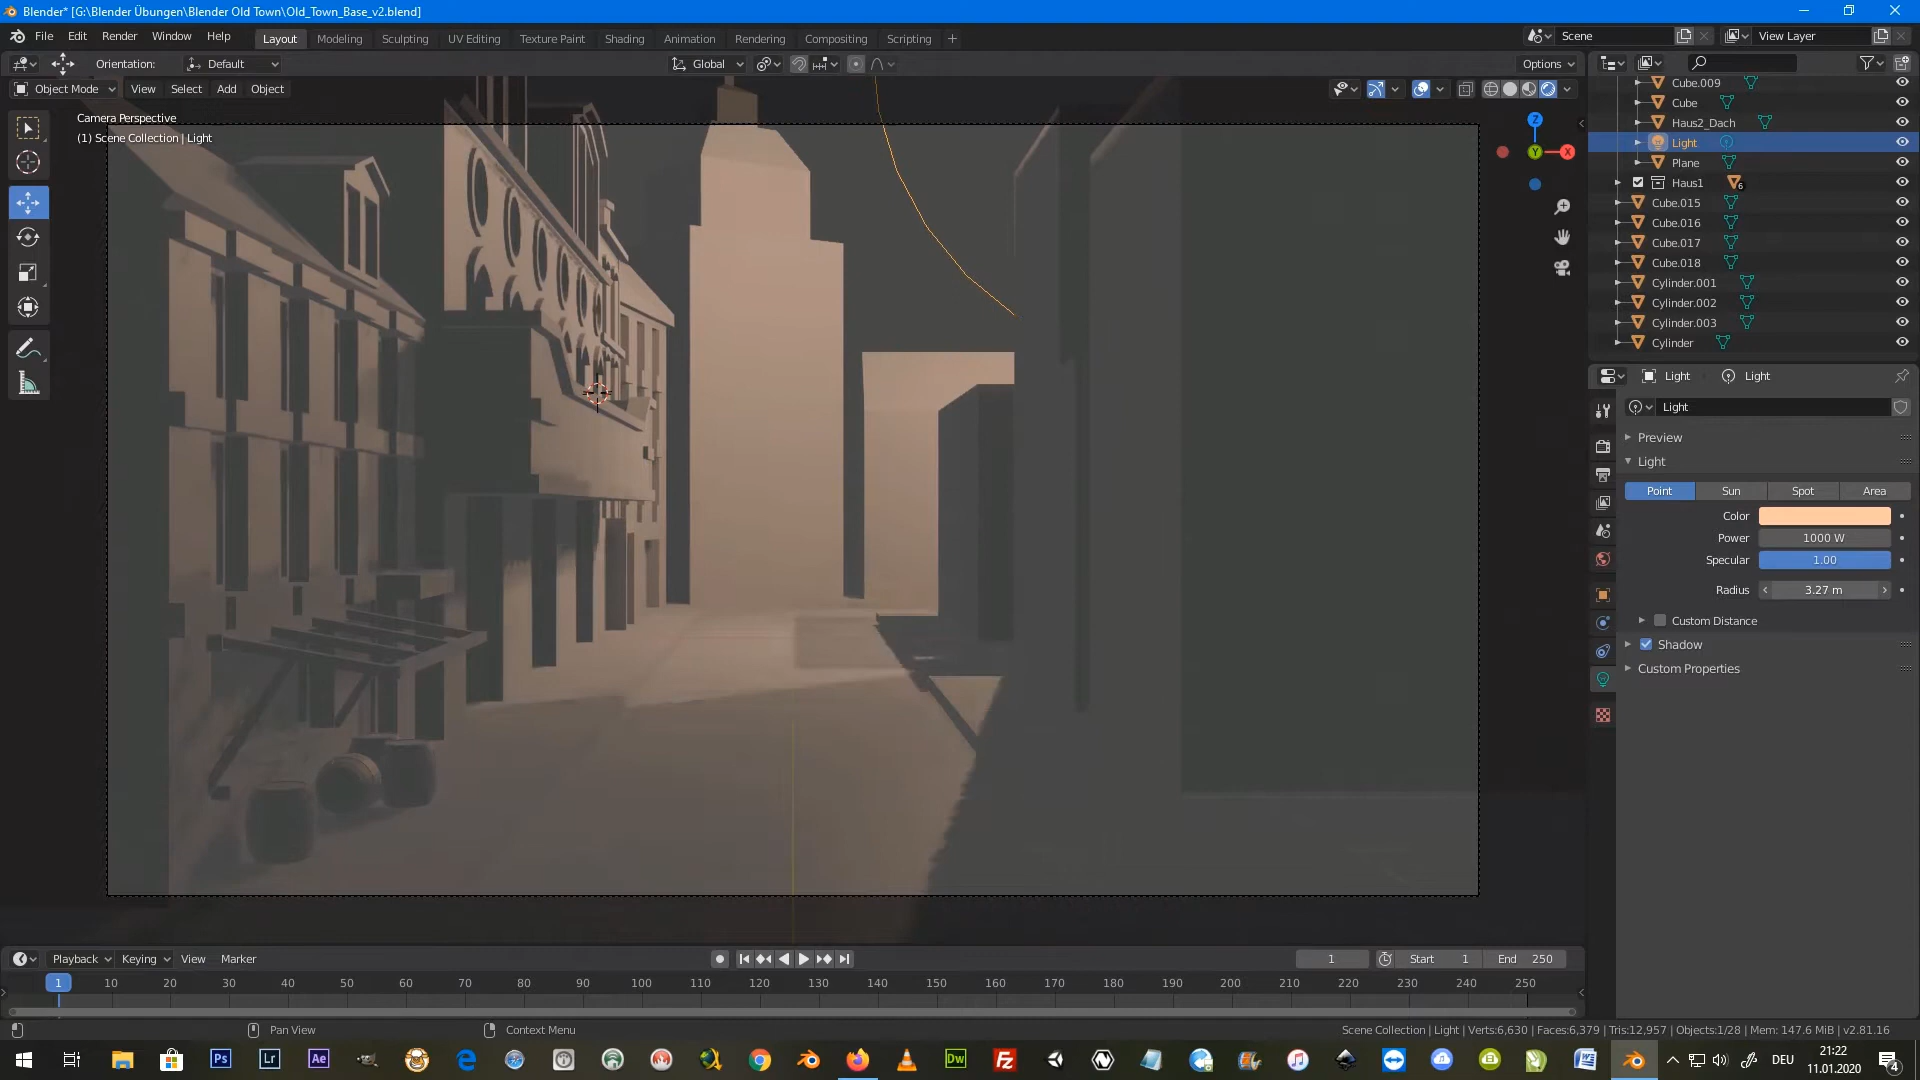 Blender* [G:\Blender Übungen\Blender Old Town\Old_Town_Base_v2.blend]
File Edit Render Window Help Layout Modeling Sculpting UV Editing Texture Paint Shading Animation Rendering Compositing Scripting + Scene View Layer
Orientation: Default Global Options
Object Mode View Select Add Object
Camera Perspective
(1) Scene Collection | Light
Z
Y
X
Cube.009
Cube
Haus2_Dach
Light
Plane
Haus1 6
Cube.015
Cube.016
Cube.017
Cube.018
Cylinder.001
Cylinder.002
Cylinder.003
Cylinder
Light Light
Light
Preview
Light
Point Sun Spot Area
Color
Power 1000 W
Specular 1.00
Radius 3.27 m
Custom Distance
Shadow
Custom Properties
Playback Keying View Marker 1 Start 1 End 250
1 10 20 30 40 50 60 70 80 90 100 110 120 130 140 150 160 170 180 190 200 210 220 230 240 250
Pan View Context Menu Scene Collection | Light | Verts:6,630 | Faces:6,379 | Tris:12,957 | Objects:1/28 | Mem: 147.6 MiB | v2.81.16
Ps Lr Ae Dw Fz W DEU 21:22
11.01.2020 4